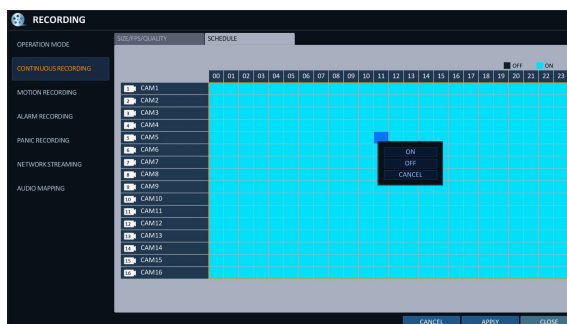 RECORDING
SIZE/FPS/QUALITY SCHEDULE
OPERATION MODE
CONTINUOUS RECORDING
MOTION RECORDING
ALARM RECORDING
PANIC RECORDING
NETWORK STREAMING
AUDIO MAPPING
OFF ON
00 01 02 03 04 05 06 07 08 09 10 11 12 13 14 15 16 17 18 19 20 21 22 23
1 CAM1
2 CAM2
3 CAM3
4 CAM4
5 CAM5
6 CAM6
7 CAM7
8 CAM8
9 CAM9
10 CAM10
11 CAM11
12 CAM12
13 CAM13
14 CAM14
15 CAM15
16 CAM16
ON
OFF
CANCEL
CANCEL APPLY CLOSE